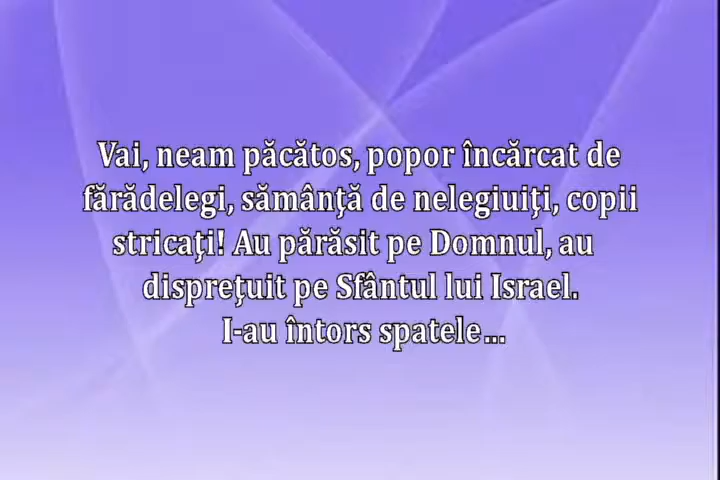 Vai, neam păcătos, popor încărcat de
fărădelegi, sămânţă de nelegiuiţi, copii
stricaţi! Au părăsit pe Domnul, au
dispreţuit pe Sfântul lui Israel.
I-au întors spatele...